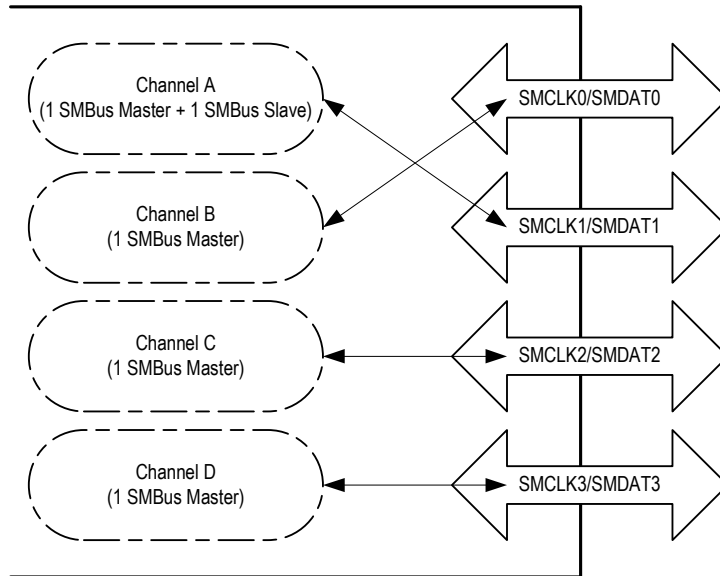 Channel A
(1 SMBus Master + 1 SMBus Slave)
SMCLK0/SMDAT0
Channel B
(1 SMBus Master)
SMCLK1/SMDAT1
Channel C
(1 SMBus Master)
SMCLK2/SMDAT2
Channel D
(1 SMBus Master)
SMCLK3/SMDAT3